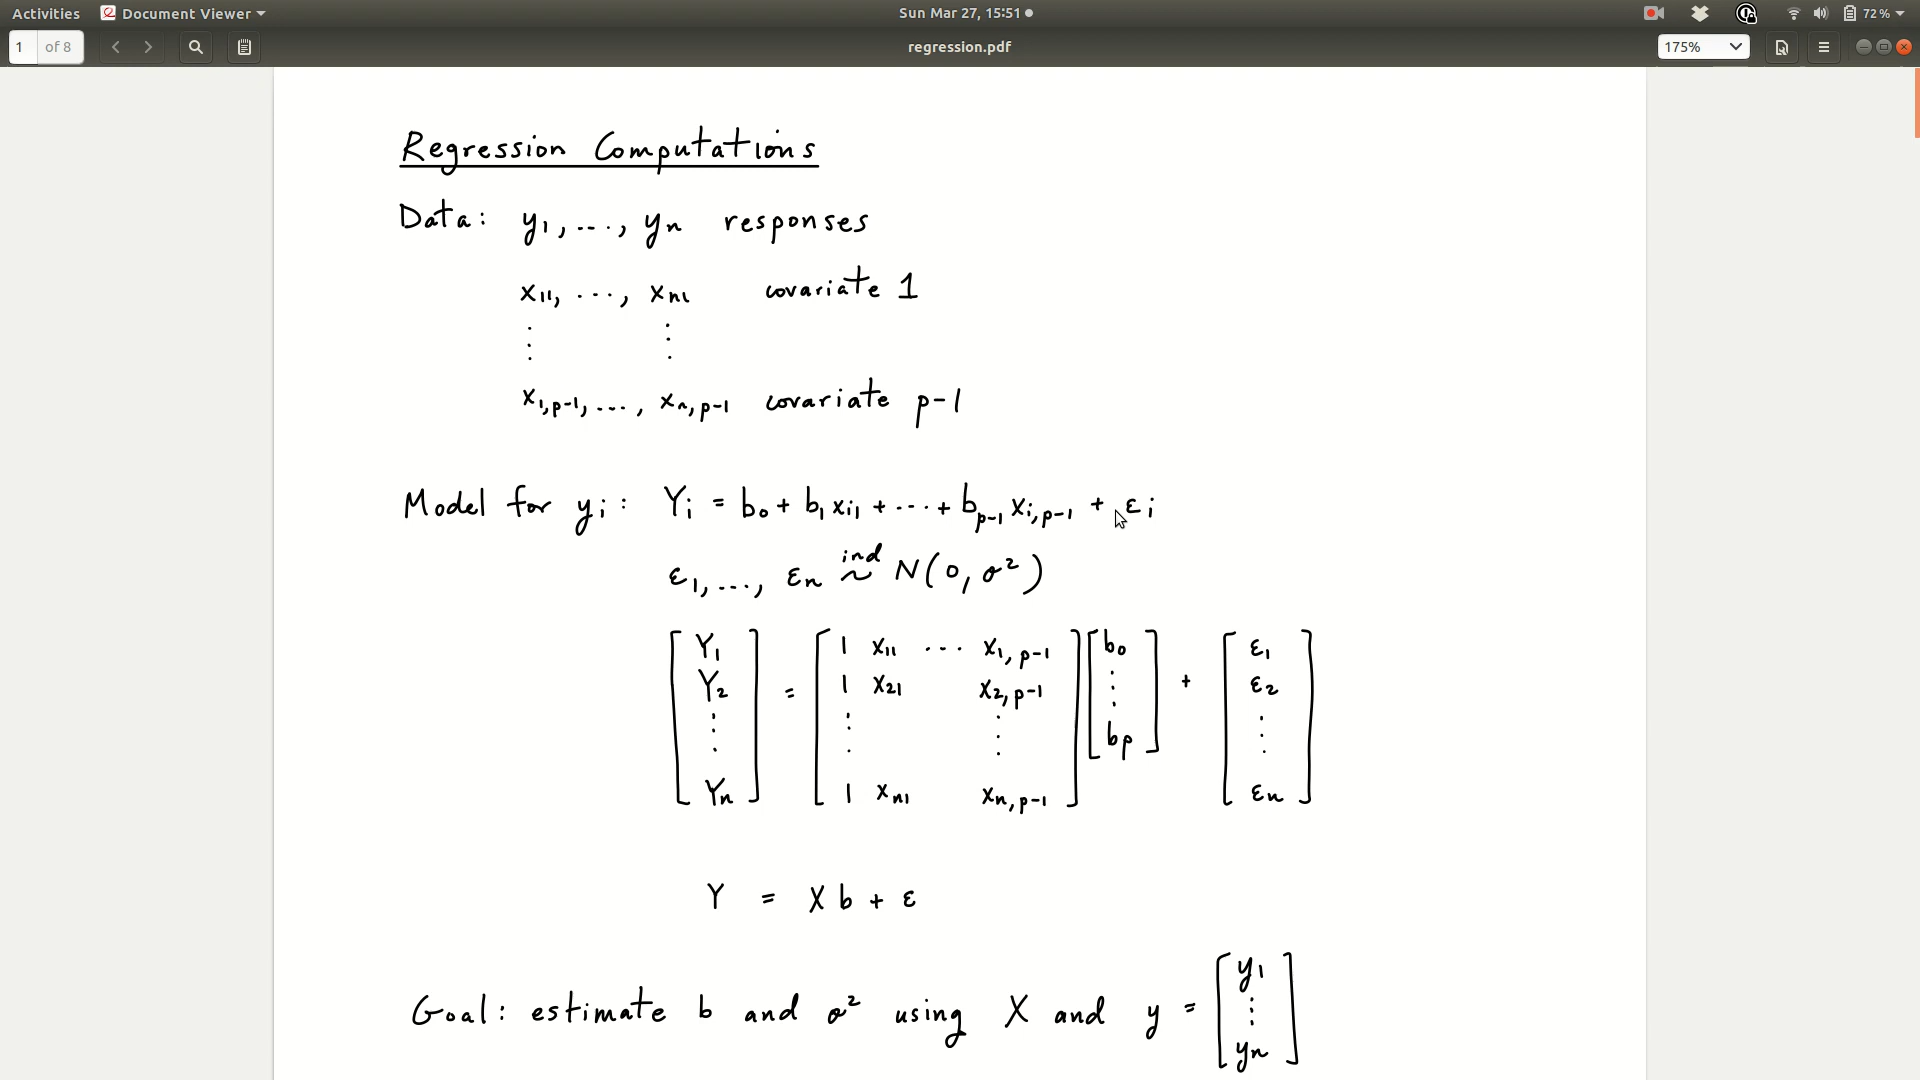 Activities Document Viewer Sun Mar 27, 15:51 72 %
1 of 8 regression.pdf 175%
Regression Computations
Data: y₁, ..., yₙ responses
x₁₁, ..., xₙ₁ covariate 1
⋮ ⋮
x₁,ₚ₋₁, ..., xₙ,ₚ₋₁ covariate p-1
Model for yᵢ: Yᵢ = b₀ + b₁xᵢ₁ + ... + bₚ₋₁xᵢ,ₚ₋₁ + εᵢ
ε₁, ..., εₙ ind ~ N(0, σ²)
[Y₁ Y₂ ⋮ Yₙ] = [1 x₁₁ ... x₁,ₚ₋₁
1 x₂₁ x₂,ₚ₋₁
⋮ ⋮
1 xₙ₁ xₙ,ₚ₋₁] [b₀ ⋮ bₚ] + [ε₁ ε₂ ⋮ εₙ]
Y = Xb + ε
Goal: estimate b and σ² using X and y = [y₁ ⋮ yₙ]